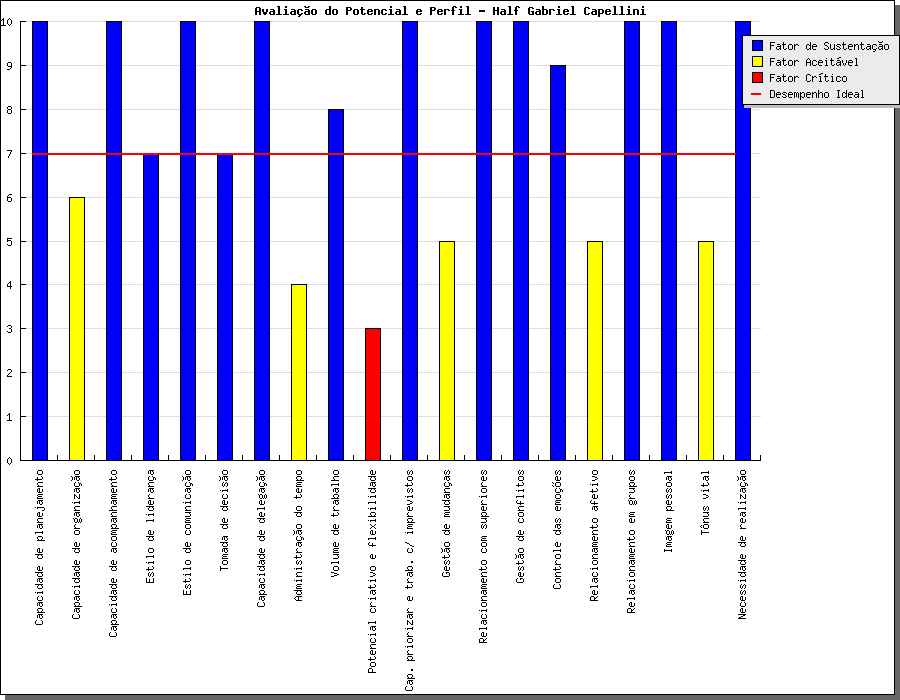 Avaliação do Potencial e Perfil - Half Gabriel Capellini
Fator de Sustentação
Fator Aceitável
Fator Crítico
Desempenho Ideal
10
9
8
7
6
5
4
3
2
1
0
Capacidade de planejamento
Capacidade de organização
Capacidade de acompanhamento
Estilo de liderança
Estilo de comunicação
Tomada de decisão
Capacidade de delegação
Administração do tempo
Volume de trabalho
Potencial criativo e flexibilidade
Cap. priorizar e trab. c/ imprevistos
Gestão de mudanças
Relacionamento com superiores
Gestão de conflitos
Controle das emoções
Relacionamento afetivo
Relacionamento em grupos
Imagem pessoal
Tônus vital
Necessidade de realização